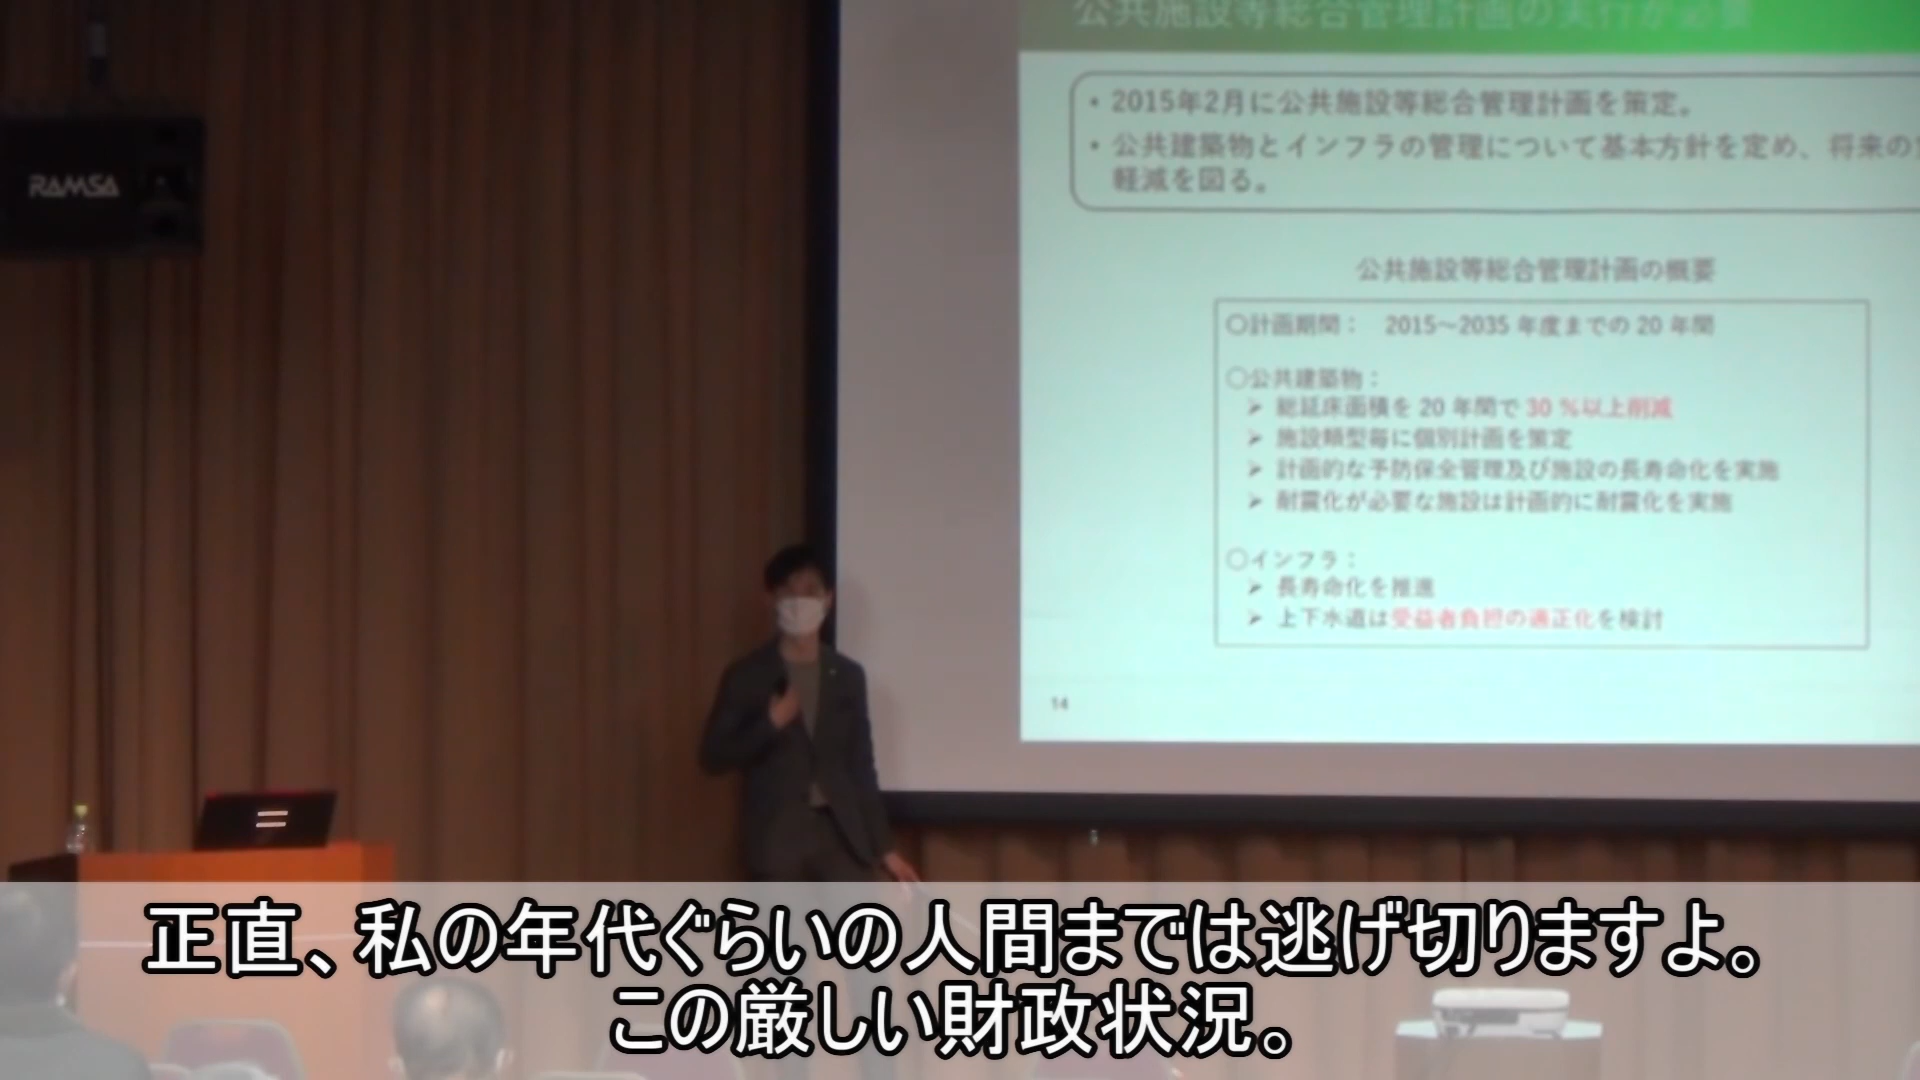 公共施設等総合管理計画の実行が必要
RAMSA
・2015年2月に公共施設等総合管理計画を策定。
・公共建築物とインフラの管理について基本方針を定め、将来の
軽減を図る。
公共施設等総合管理計画の概要
○計画期間： 2015～2035 年度までの 20 年間
○公共建築物：
➢ 総延床面積を 20 年間で 30 %以上削減
➢ 施設類型毎に個別計画を策定
➢ 計画的な予防保全管理及び施設の長寿命化を実施
➢ 耐震化が必要な施設は計画的に耐震化を実施
○インフラ：
➢ 長寿命化を推進
➢ 上下水道は受益者負担の適正化を検討
14
正直、私の年代ぐらいの人間までは逃げ切りますよ。
この厳しい財政状況。